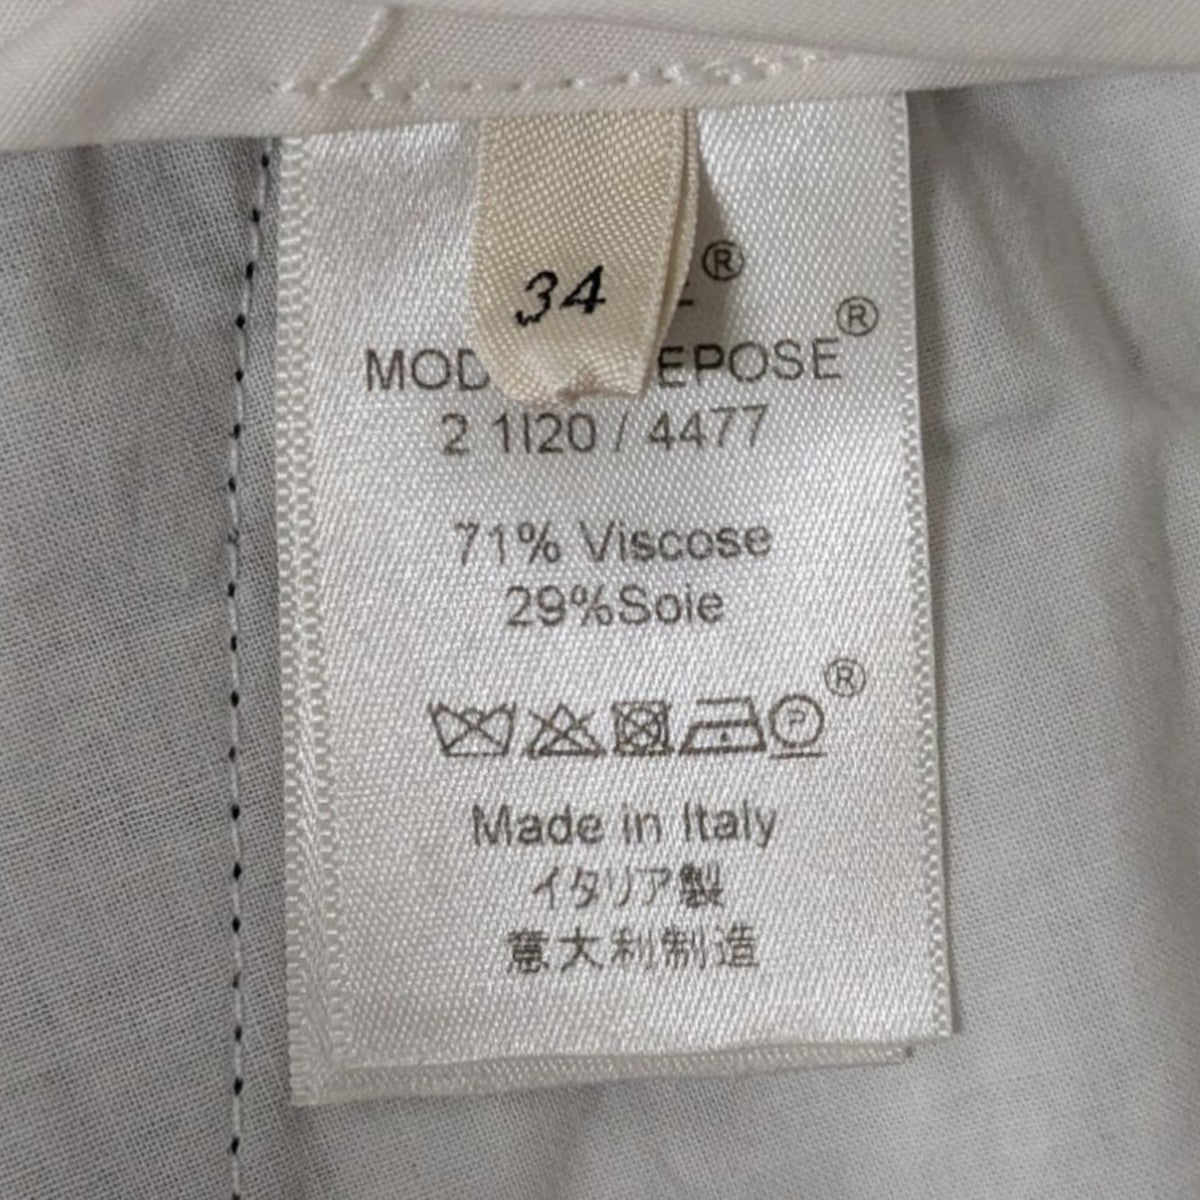 34
®
MOD EPOSE®
2 1I20 / 4477
71% Viscose
29%Soie
P ®
Made in Italy
イタリア製
意大利制造